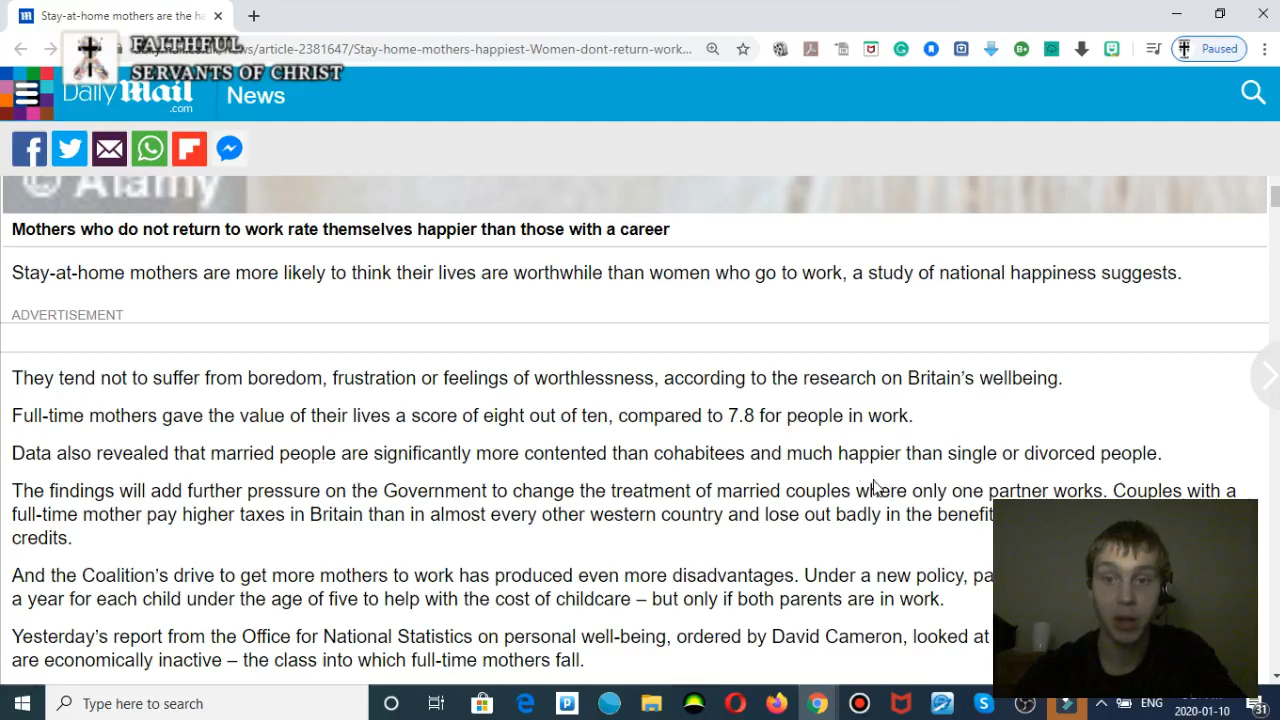 Stay-at-home mothers are the ha
FAITHFUL
SERVANTS OF CHRIST
/news/article-2381647/Stay-home-mothers-happiest-Women-dont-return-work...
Paused
Daily Mail
.com
News
© Alamy
Mothers who do not return to work rate themselves happier than those with a career
Stay-at-home mothers are more likely to think their lives are worthwhile than women who go to work, a study of national happiness suggests.
ADVERTISEMENT
They tend not to suffer from boredom, frustration or feelings of worthlessness, according to the research on Britain's wellbeing.
Full-time mothers gave the value of their lives a score of eight out of ten, compared to 7.8 for people in work.
Data also revealed that married people are significantly more contented than cohabitees and much happier than single or divorced people.
The findings will add further pressure on the Government to change the treatment of married couples where only one partner works. Couples with a
full-time mother pay higher taxes in Britain than in almost every other western country and lose out badly in the benefit
credits.
And the Coalition's drive to get more mothers to work has produced even more disadvantages. Under a new policy, pa
a year for each child under the age of five to help with the cost of childcare – but only if both parents are in work.
Yesterday's report from the Office for National Statistics on personal well-being, ordered by David Cameron, looked at
are economically inactive – the class into which full-time mothers fall.
Type here to search
ENG
2020-01-10
31